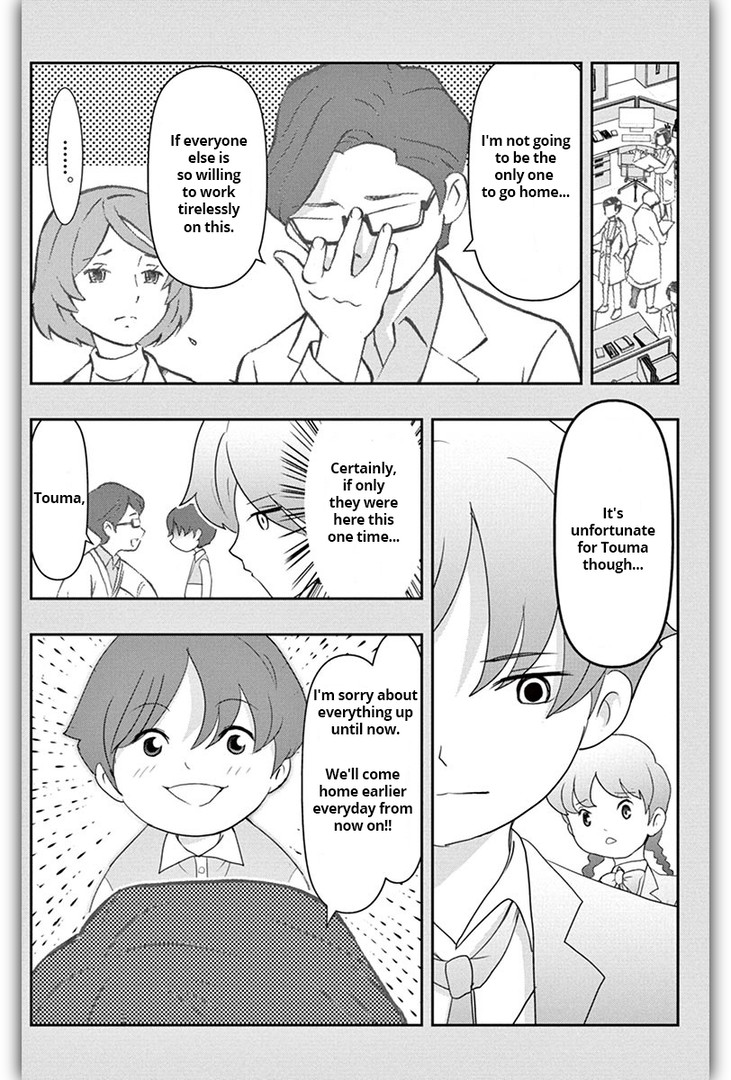 I'm not going
to be the
only one
to go home...
If everyone
else is
so willing
to work
tirelessly
on this.
......。
It's
unfortunate
for Touma
though...
Certainly,
if only
they were
here this
one time...
Touma,
I'm sorry about
everything up
until now.
We'll come
home earlier
everyday from
now on!!